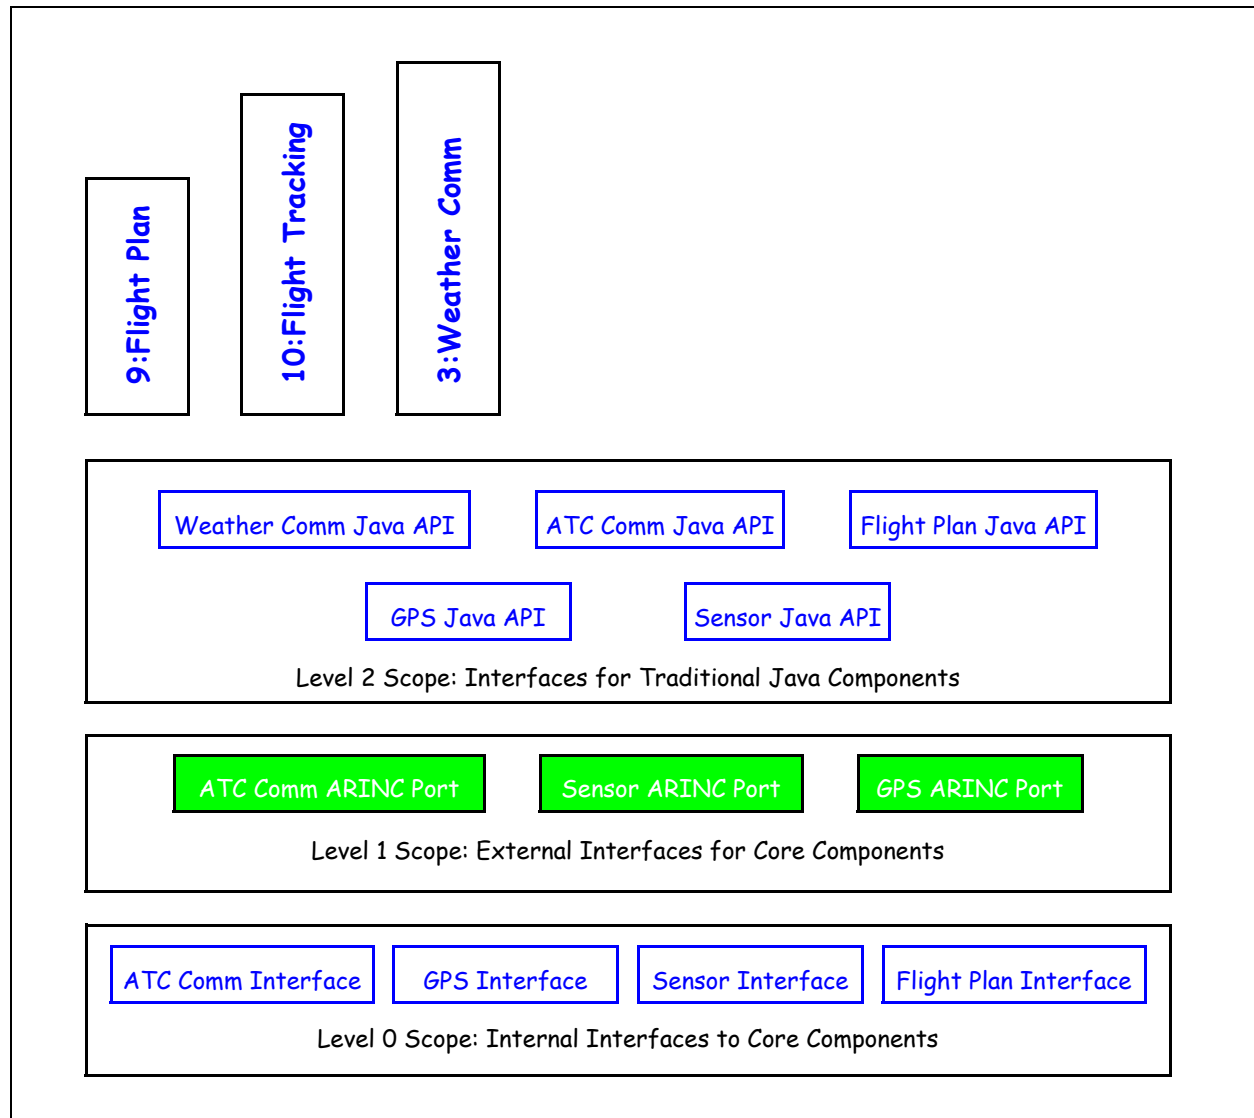 9:Flight Plan
10:Flight Tracking
3:Weather Comm
Weather Comm Java API
ATC Comm Java API
Flight Plan Java API
GPS Java API
Sensor Java API
Level 2 Scope: Interfaces for Traditional Java Components
ATC Comm ARINC Port
Sensor ARINC Port
GPS ARINC Port
Level 1 Scope: External Interfaces for Core Components
ATC Comm Interface
GPS Interface
Sensor Interface
Flight Plan Interface
Level 0 Scope: Internal Interfaces to Core Components